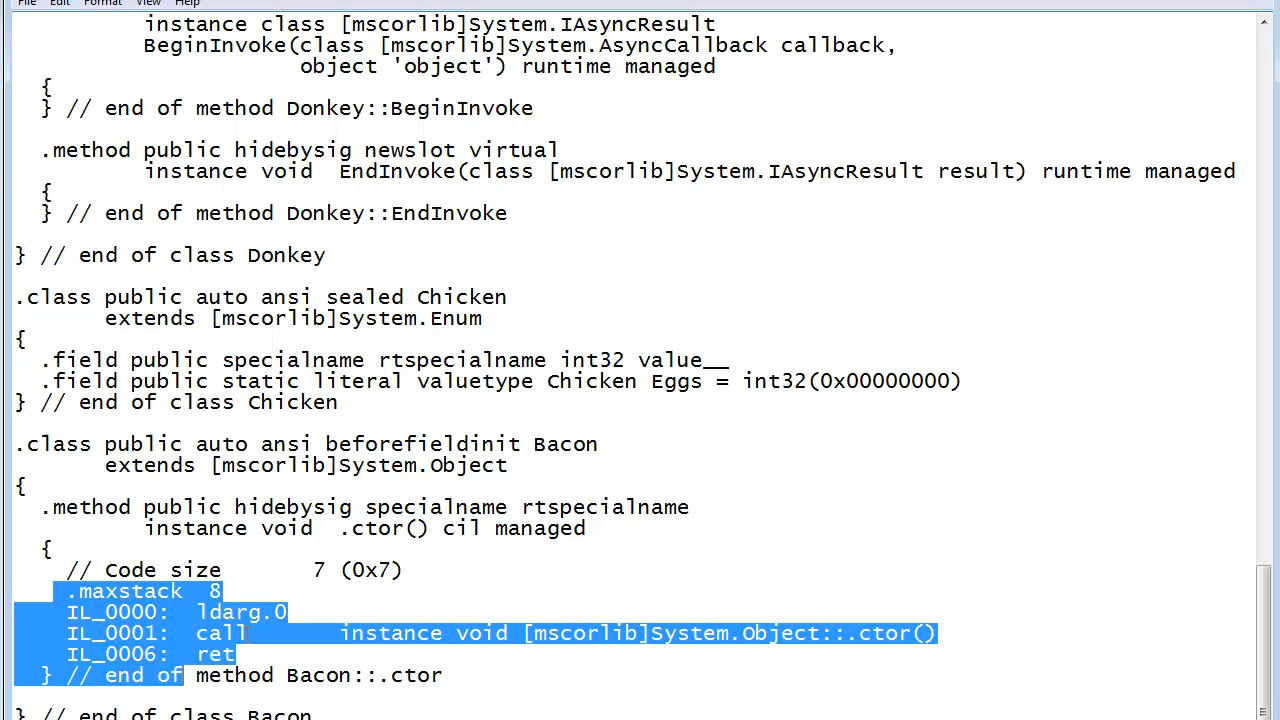 File Edit Format View Help
instance class [mscorlib]System.IAsyncResult
BeginInvoke(class [mscorlib]System.AsyncCallback callback,
object 'object') runtime managed
{
} // end of method Donkey::BeginInvoke
.method public hidebysig newslot virtual
instance void  EndInvoke(class [mscorlib]System.IAsyncResult result) runtime managed
{
} // end of method Donkey::EndInvoke
} // end of class Donkey
.class public auto ansi sealed Chicken
extends [mscorlib]System.Enum
{
.field public specialname rtspecialname int32 value__
.field public static literal valuetype Chicken Eggs = int32(0x00000000)
} // end of class Chicken
.class public auto ansi beforefieldinit Bacon
extends [mscorlib]System.Object
{
.method public hidebysig specialname rtspecialname
instance void  .ctor() cil managed
{
// Code size       7 (0x7)
.maxstack  8
IL_0000:  ldarg.0
IL_0001:  call       instance void [mscorlib]System.Object::.ctor()
IL_0006:  ret
} // end of method Bacon::.ctor
} // end of class Bacon